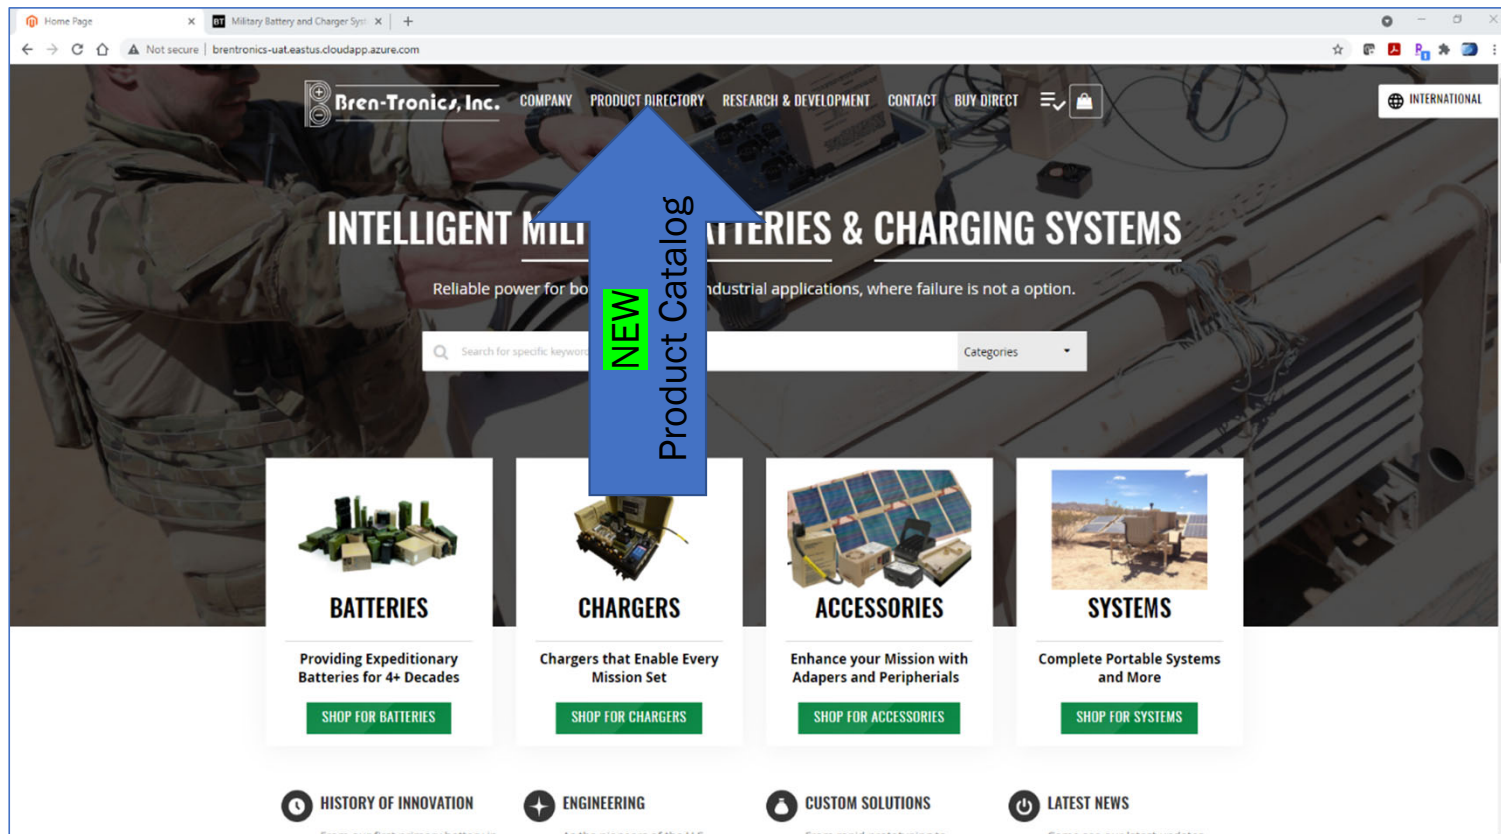 Home Page
Military Battery and Charger Syst
Not secure | brentronics-uat.eastus.cloudapp.azure.com
Bren-Tronics, Inc.
COMPANY
PRODUCT DIRECTORY
RESEARCH & DEVELOPMENT
CONTACT
BUY DIRECT
INTERNATIONAL
NEW
Product Catalog
INTELLIGENT MILI TERIES & CHARGING SYSTEMS
Reliable power for bo ndustrial applications, where failure is not a option.
Search for specific keyword
Categories
BATTERIES
Providing Expeditionary
Batteries for 4+ Decades
SHOP FOR BATTERIES
CHARGERS
Chargers that Enable Every
Mission Set
SHOP FOR CHARGERS
ACCESSORIES
Enhance your Mission with
Adapers and Peripherials
SHOP FOR ACCESSORIES
SYSTEMS
Complete Portable Systems
and More
SHOP FOR SYSTEMS
HISTORY OF INNOVATION
ENGINEERING
CUSTOM SOLUTIONS
LATEST NEWS